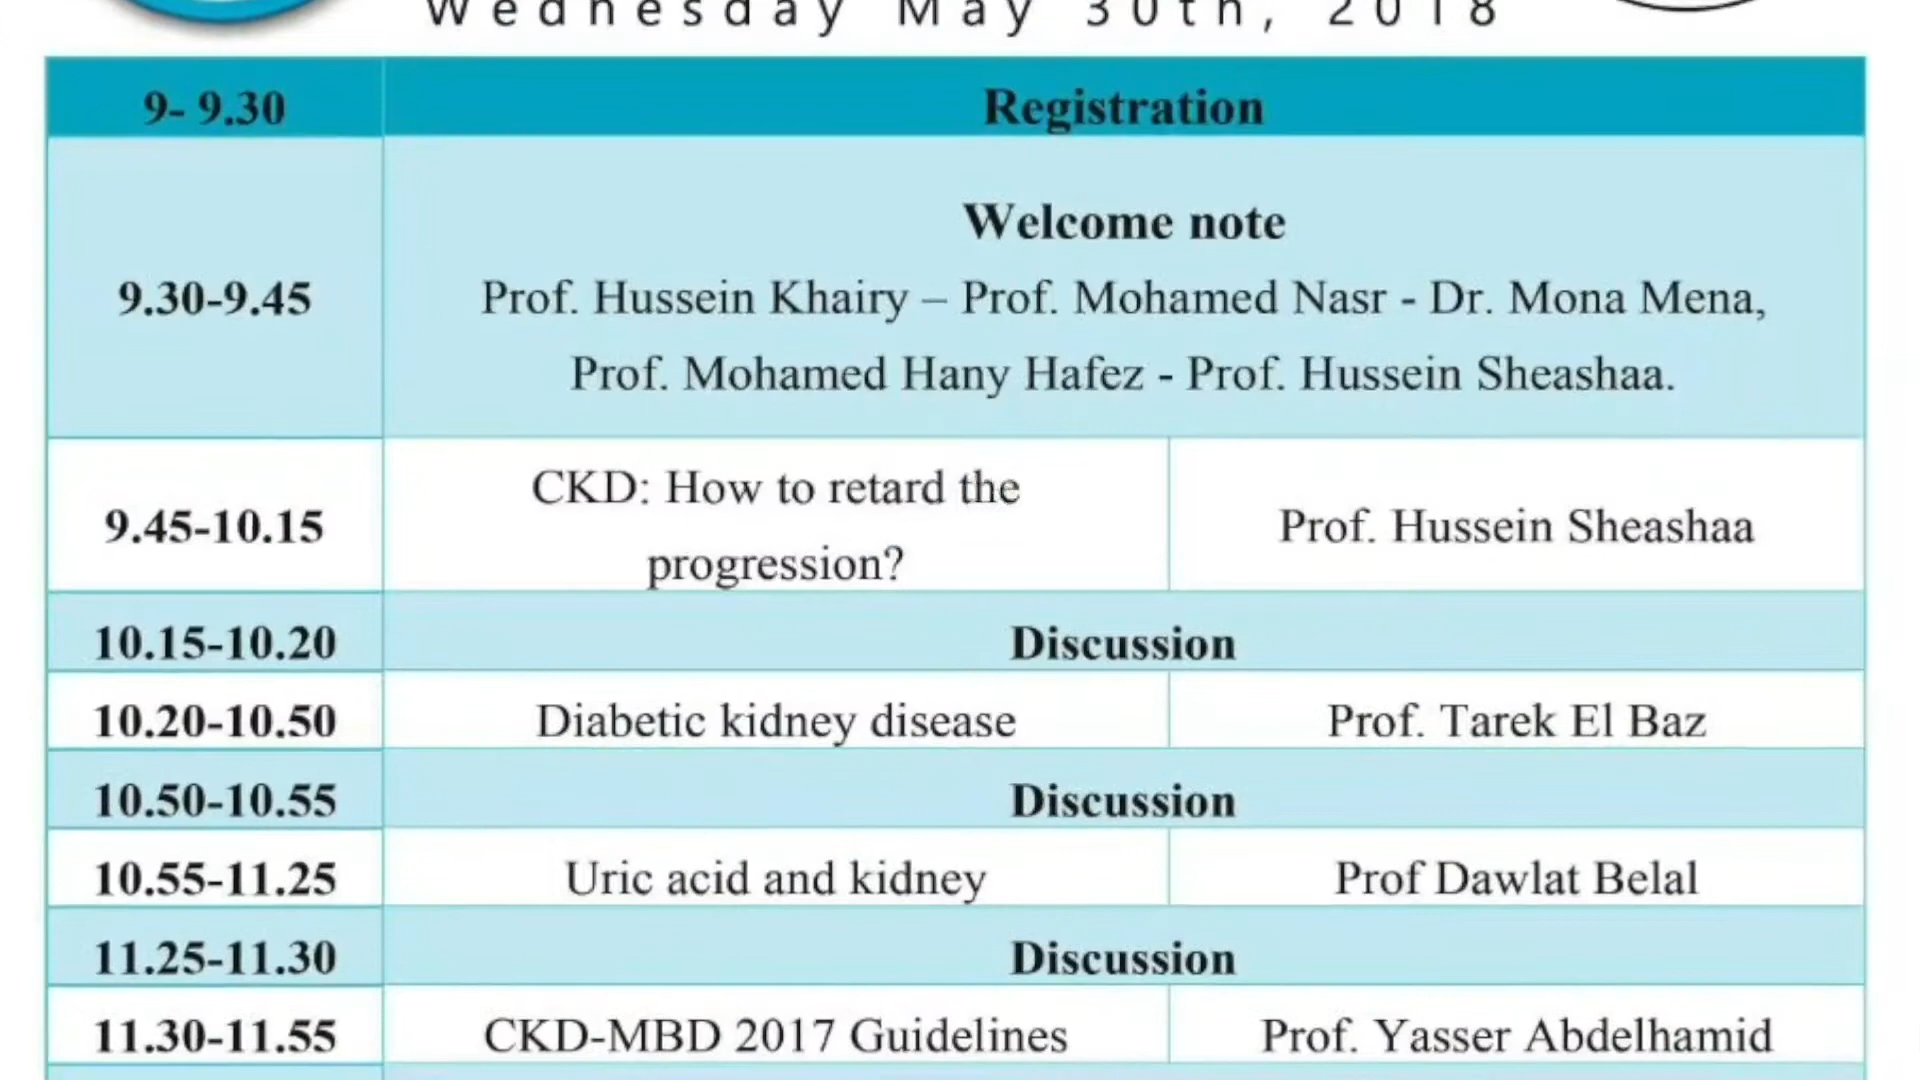 Wednesday May 30th, 2018
9- 9.30 Registration
Welcome note
9.30-9.45 Prof. Hussein Khairy – Prof. Mohamed Nasr - Dr. Mona Mena,
Prof. Mohamed Hany Hafez - Prof. Hussein Sheashaa.
9.45-10.15 CKD: How to retard the
progression? Prof. Hussein Sheashaa
10.15-10.20 Discussion
10.20-10.50 Diabetic kidney disease Prof. Tarek El Baz
10.50-10.55 Discussion
10.55-11.25 Uric acid and kidney Prof Dawlat Belal
11.25-11.30 Discussion
11.30-11.55 CKD-MBD 2017 Guidelines Prof. Yasser Abdelhamid